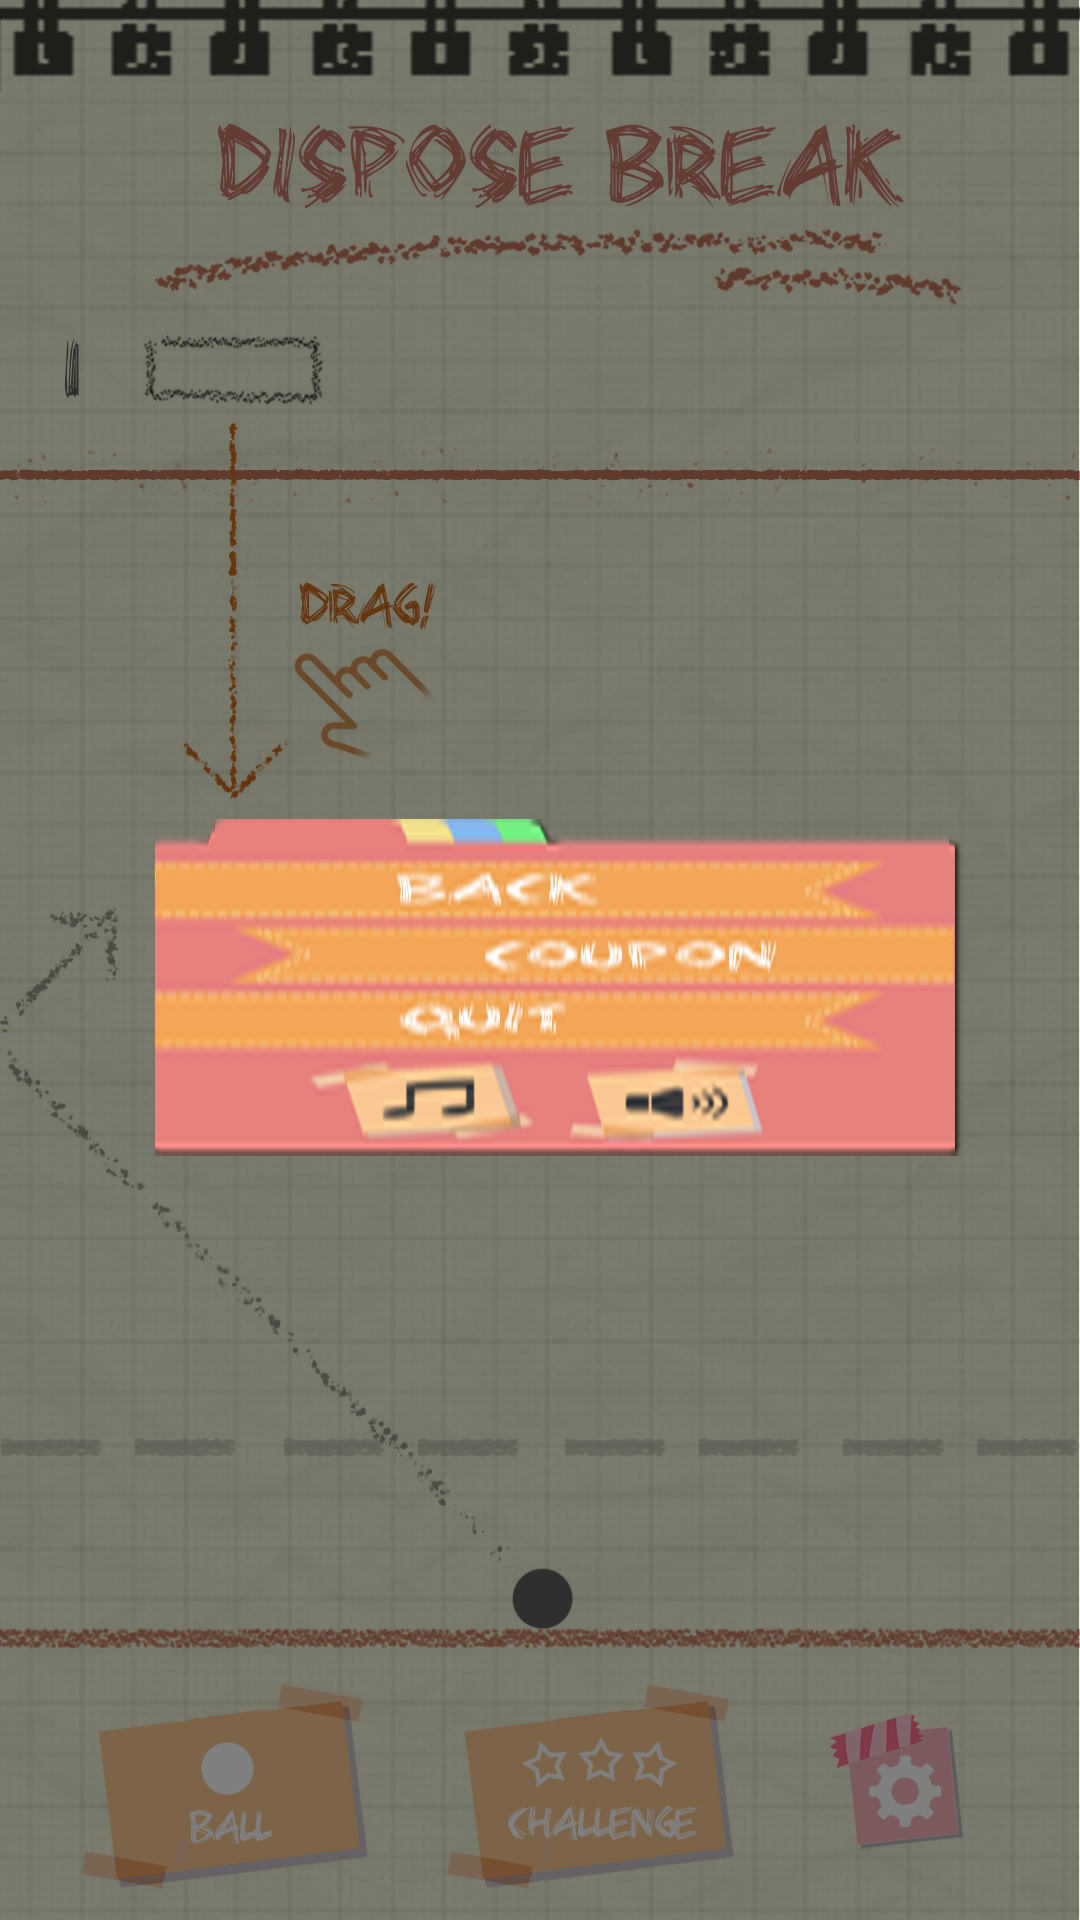 DISPOSE BREAK
DRAG!
BACK
COUPON
QUIT
BALL
CHALLENGE